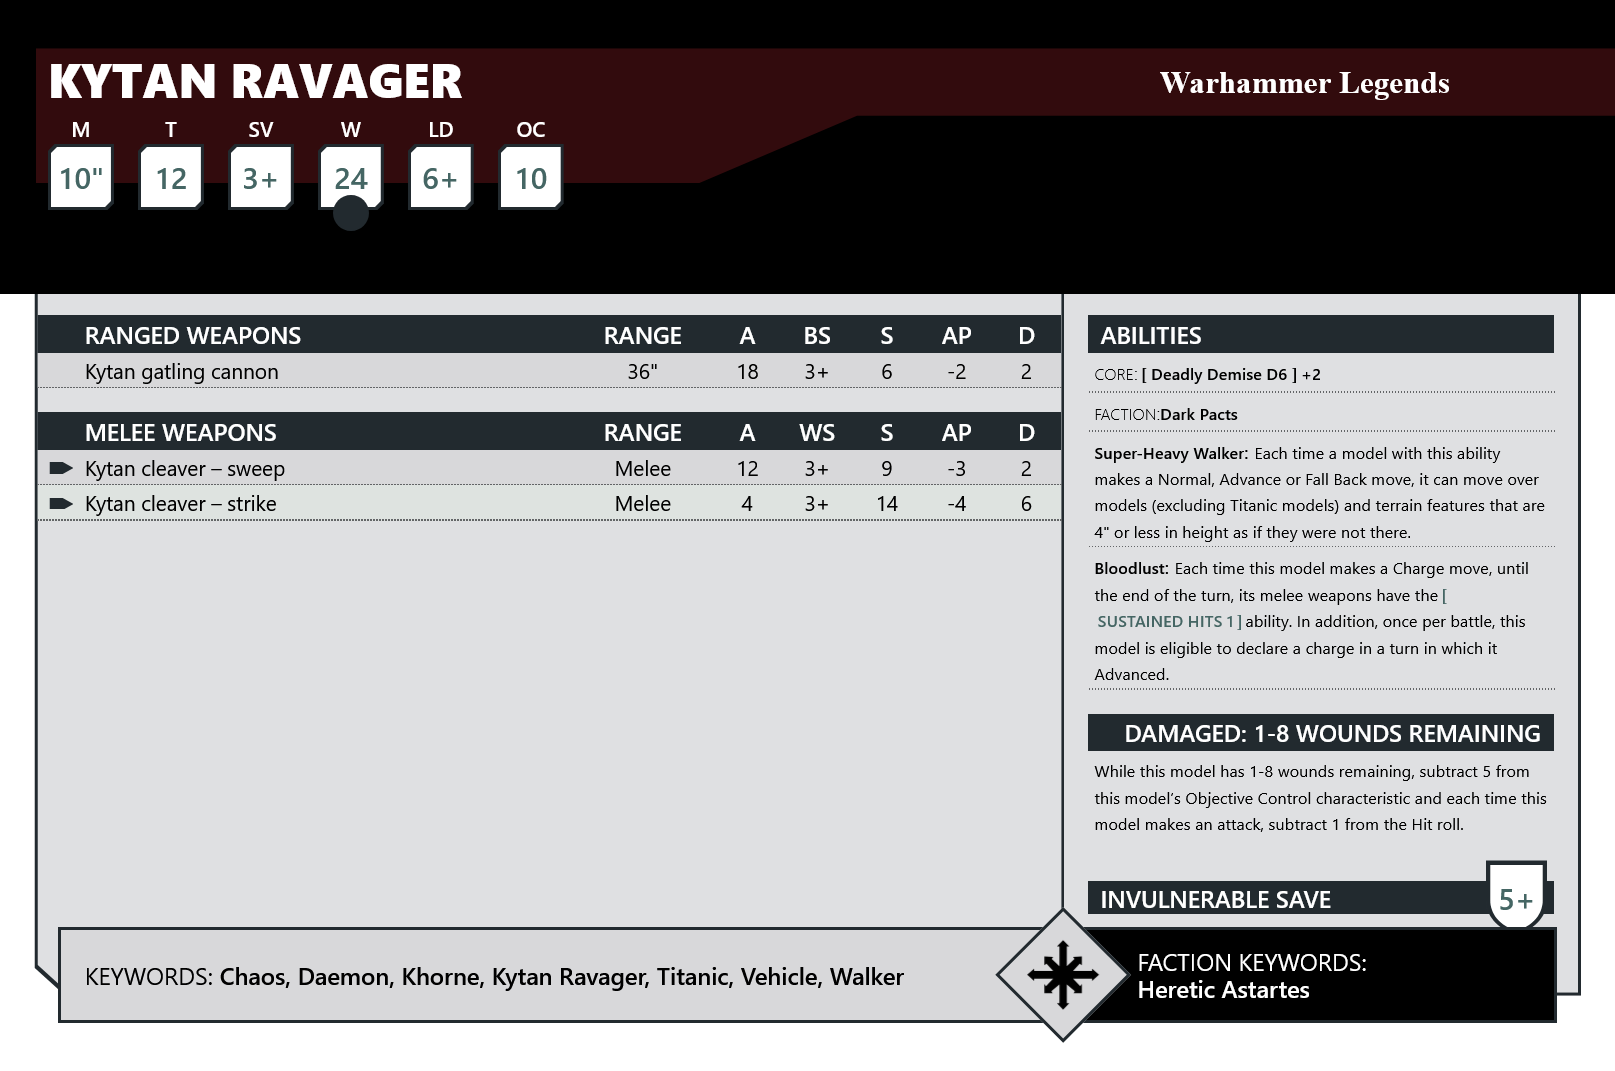 KYTAN RAVAGER
Warhammer Legends
M T SV W LD OC
10" 12 3+ 24 6+ 10
RANGED WEAPONS RANGE A BS S AP D
Kytan gatling cannon 36" 18 3+ 6 -2 2
MELEE WEAPONS RANGE A WS S AP D
Kytan cleaver – sweep Melee 12 3+ 9 -3 2
Kytan cleaver – strike Melee 4 3+ 14 -4 6
ABILITIES
CORE: [ Deadly Demise D6 ] +2
FACTION:Dark Pacts
Super-Heavy Walker: Each time a model with this ability
makes a Normal, Advance or Fall Back move, it can move over
models (excluding Titanic models) and terrain features that are
4" or less in height as if they were not there.
Bloodlust: Each time this model makes a Charge move, until
the end of the turn, its melee weapons have the [
SUSTAINED HITS 1 ] ability. In addition, once per battle, this
model is eligible to declare a charge in a turn in which it
Advanced.
DAMAGED: 1-8 WOUNDS REMAINING
While this model has 1-8 wounds remaining, subtract 5 from
this model’s Objective Control characteristic and each time this
model makes an attack, subtract 1 from the Hit roll.
INVULNERABLE SAVE 5+
KEYWORDS: Chaos, Daemon, Khorne, Kytan Ravager, Titanic, Vehicle, Walker
FACTION KEYWORDS:
Heretic Astartes